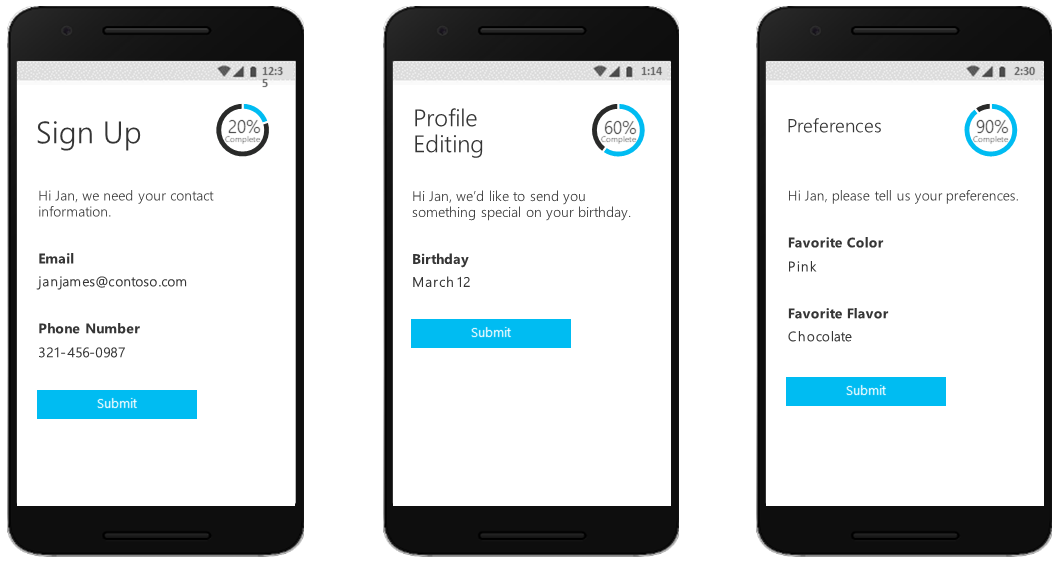 12:3
5
Sign Up
20%
Complete
Hi Jan, we need your contact
information.
Email
janjames@contoso.com
Phone Number
321-456-0987
Submit
1:14
Profile
Editing
60%
Complete
Hi Jan, we'd like to send you
something special on your birthday.
Birthday
March 12
Submit
2:30
Preferences
90%
Complete
Hi Jan, please tell us your preferences.
Favorite Color
Pink
Favorite Flavor
Chocolate
Submit